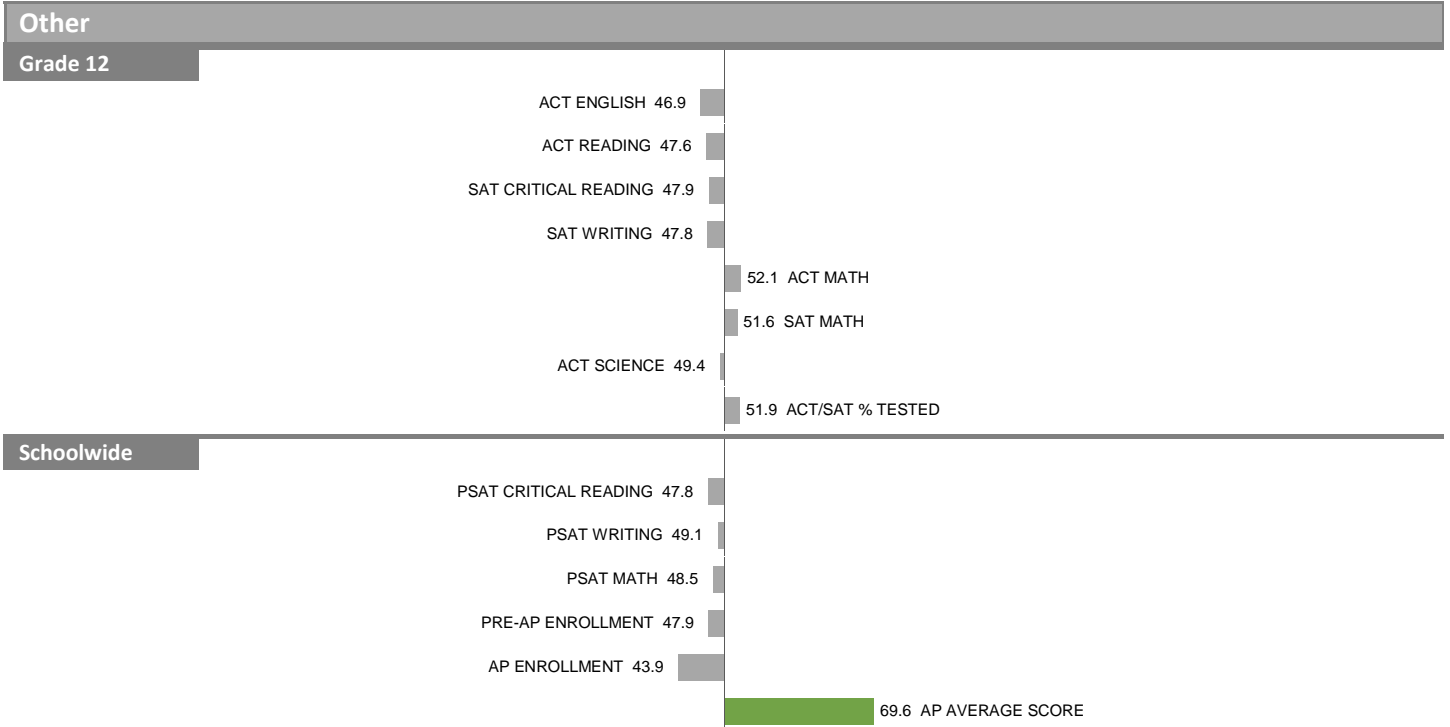 Other
Grade 12
ACT ENGLISH 46.9
ACT READING 47.6
SAT CRITICAL READING 47.9
SAT WRITING 47.8
52.1 ACT MATH
51.6 SAT MATH
ACT SCIENCE 49.4
51.9 ACT/SAT % TESTED
Schoolwide
PSAT CRITICAL READING 47.8
PSAT WRITING 49.1
PSAT MATH 48.5
PRE-AP ENROLLMENT 47.9
AP ENROLLMENT 43.9
69.6 AP AVERAGE SCORE